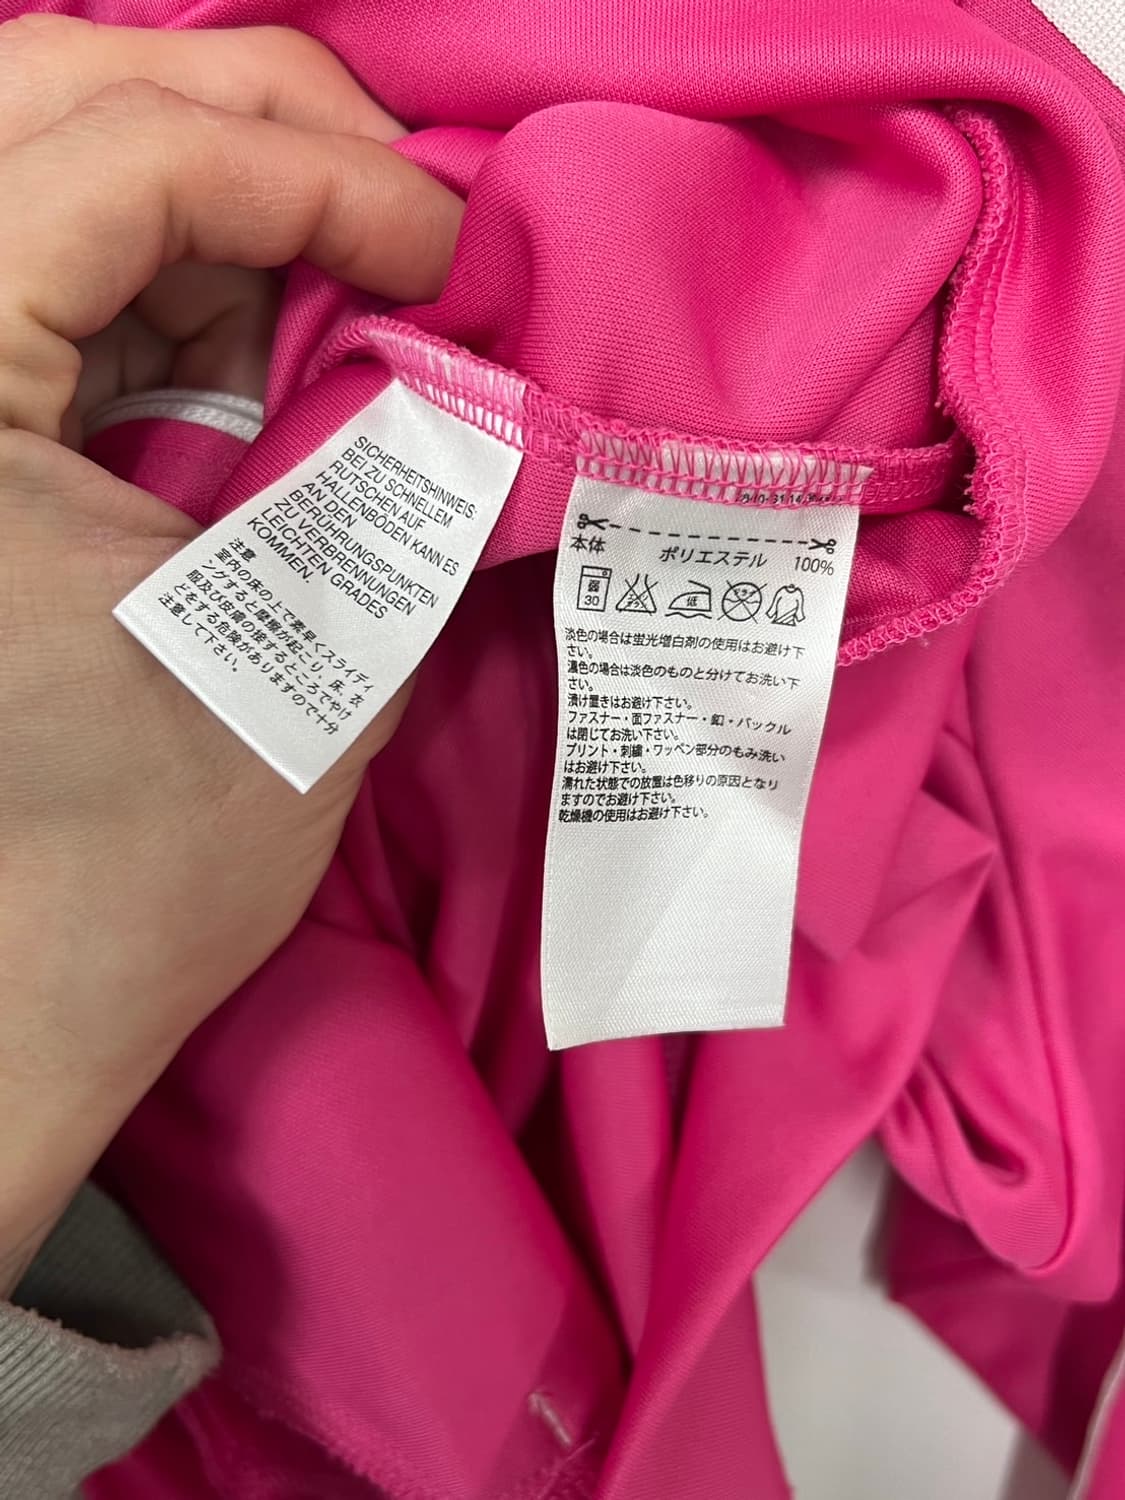 SICHERHEITSHINWEIS:
BEI ZU SCHNELLEM
RUTSCHEN AUF
HALLENBODEN KANN ES
AN DEN
BERÜHRUNGSPUNKTEN
ZU VERBRENNUNGEN
LEICHTEN GRADES
KOMMEN.
注意
室内の床の上で素早くスライディ
ングすると摩擦が起こり、床、衣
服及び皮膚の接するところでやけ
どをする危険がありますので十分
注意して下さい。
本体 ポリエステル 100%
弱 30 低
淡色の場合は蛍光増白剤の使用はお避け下
さい。
濃色の場合は淡色のものと分けてお洗い下
さい。
漬け置きはお避け下さい。
ファスナー・面ファスナー・釦・バックル
は閉じてお洗い下さい。
プリント・刺繍・ワッペン部分のもみ洗い
はお避け下さい。
濡れた状態での放置は色移りの原因となり
ますのでお避け下さい。
乾燥機の使用はお避け下さい。